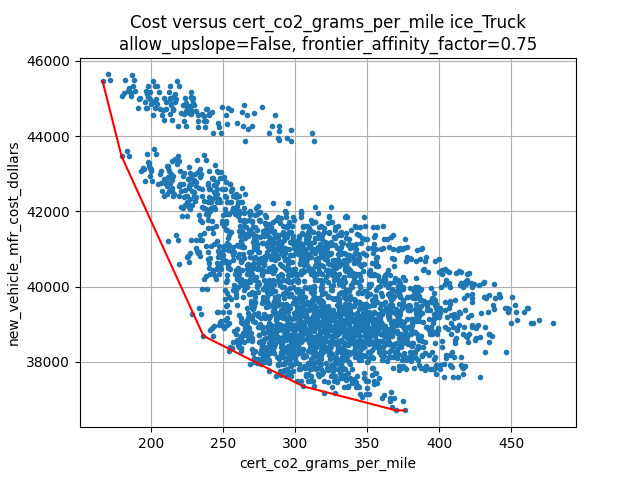 Cost versus cert_co2_grams_per_mile ice_Truck
allow_upslope=False, frontier_affinity_factor=0.75
new_vehicle_mfr_cost_dollars
46000
44000
42000
40000
38000
200 250 300 350 400 450
cert_co2_grams_per_mile